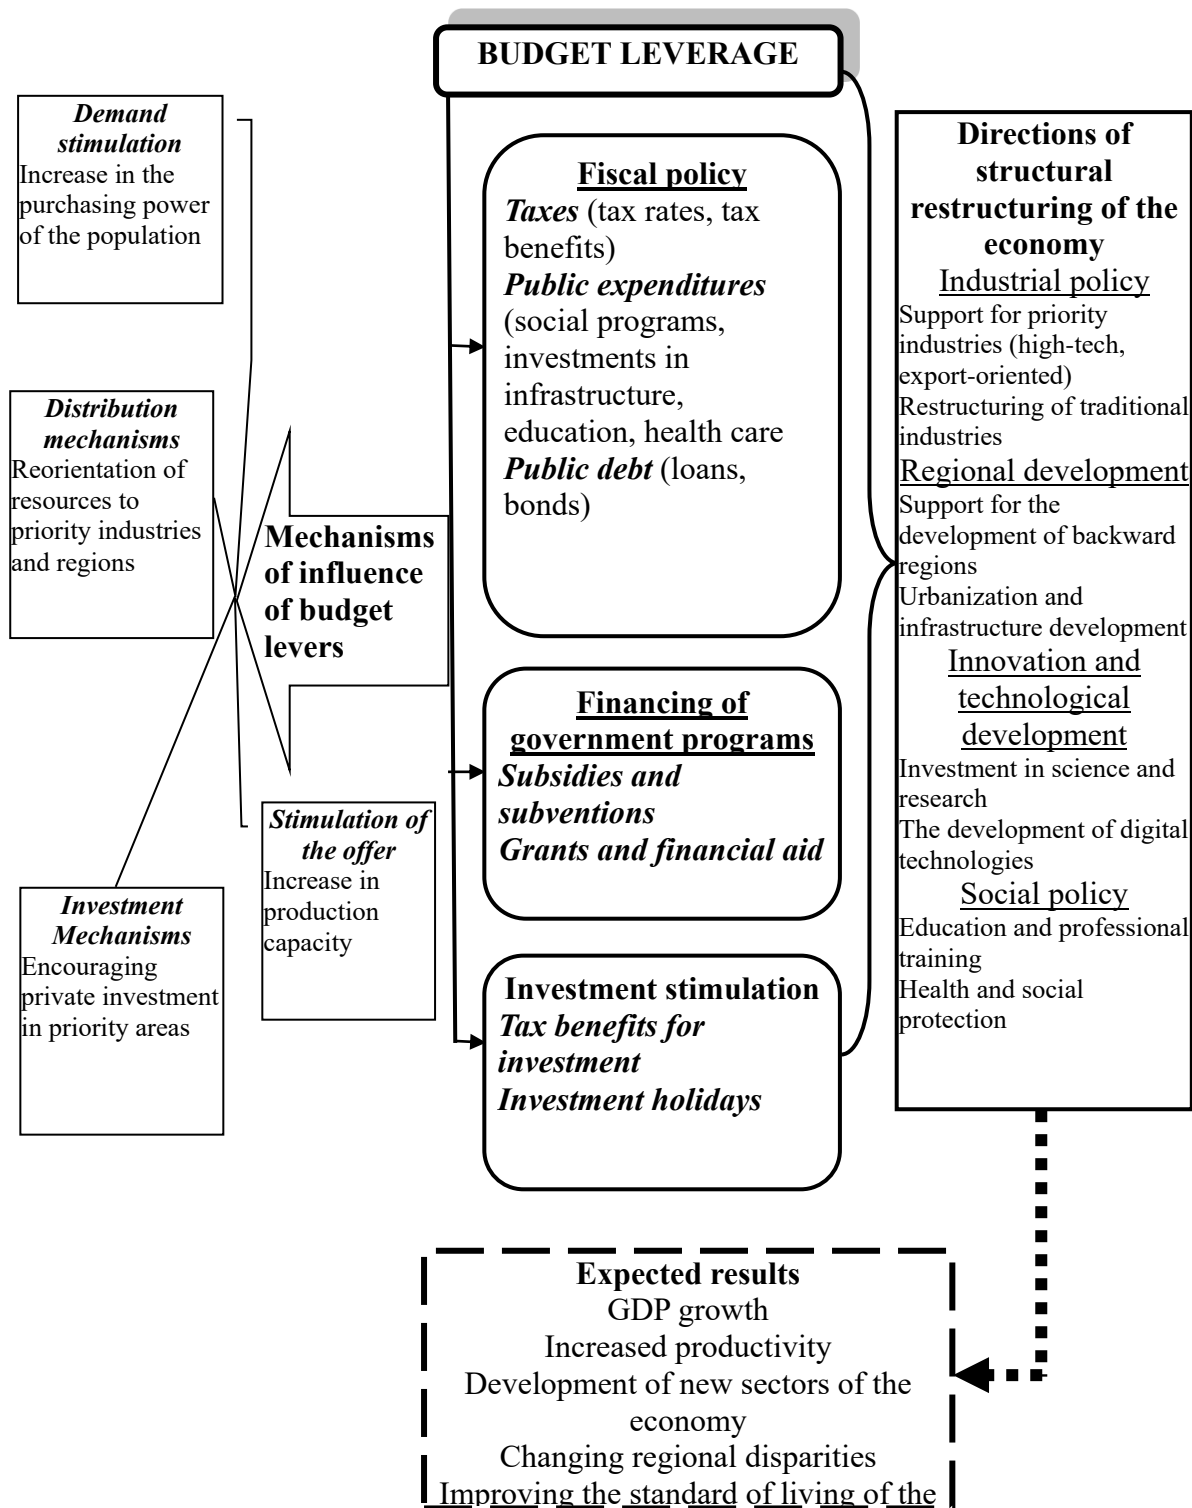 BUDGET LEVERAGE
Demand
stimulation
Increase in the
purchasing power
of the population
Distribution
mechanisms
Reorientation of
resources to
priority industries
and regions
Investment
Mechanisms
Encouraging
private investment
in priority areas
Mechanisms
of influence
of budget
levers
Stimulation of
the offer
Increase in
production
capacity
Fiscal policy
Taxes (tax rates, tax
benefits)
Public expenditures
(social programs,
investments in
infrastructure,
education, health care
Public debt (loans,
bonds)
Financing of
government programs
Subsidies and
subventions
Grants and financial aid
Investment stimulation
Tax benefits for
investment
Investment holidays
Directions of
structural
restructuring of the
economy
Industrial policy
Support for priority
industries (high-tech,
export-oriented)
Restructuring of traditional
industries
Regional development
Support for the
development of backward
regions
Urbanization and
infrastructure development
Innovation and
technological
development
Investment in science and
research
The development of digital
technologies
Social policy
Education and professional
training
Health and social
protection
Expected results
GDP growth
Increased productivity
Development of new sectors of the
economy
Changing regional disparities
Improving the standard of living of the